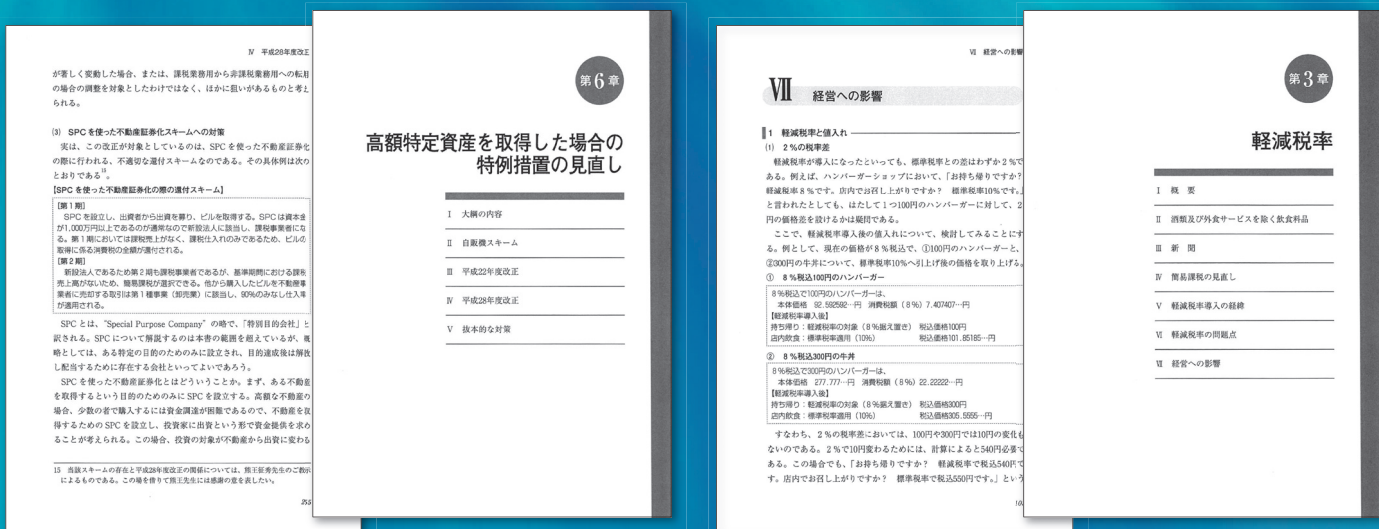 Ⅳ 平成28年度改正
が著しく変動した場合、または、課税業務用から非課税業務用への転用
の場合の調整を対象としたわけではなく、ほかに狙いがあるものと考え
られる。
(3) SPCを使った不動産証券化スキームへの対策
実は、この改正が対象としているのは、SPCを使った不動産証券化
の際に行われる、不適切な還付スキームなのである。その具体例は次の
とおりである15。
【SPCを使った不動産証券化の際の還付スキーム】
[第1期]
SPCを設立し、出資者から出資を募り、ビルを取得する。SPCは資本金
が1,000万円以上であるのが通常なので新設法人に該当し、課税事業者にな
る。第1期においては課税売上がなく、課税仕入れのみであるため、ビルの
取得に係る消費税の全額が還付される。
[第2期]
新設法人であるため第2期も課税事業者であるが、基準期間における課税
売上高がないため、簡易課税が選択できる。他から購入したビルを不動産事
業者に売却する取引は第1種事業(卸売業)に該当し、90%のみなし仕入率
が適用される。
SPCとは、"Special Purpose Company"の略で、「特別目的会社」と
訳される。SPCについて解説するのは本書の範囲を超えているが、概
略としては、ある特定の目的のためのみに設立され、目的達成後は解散
し配当するために存在する会社といってよいであろう。
SPCを使った不動産証券化とはどういうことか。まず、ある不動産
を取得するという目的のためのみにSPCを設立する。高額な不動産の
場合、少数の者で購入するには資金調達が困難であるので、不動産を取
得するためのSPCを設立し、投資家に出資という形で資金提供を求め
ることが考えられる。この場合、投資の対象が不動産から出資に変わる
15 当該スキームの存在と平成28年度改正の関係については、熊王征秀先生のご教示
によるものである。この場を借りて熊王先生には感謝の意を表したい。
255
第6章
高額特定資産を取得した場合の
特例措置の見直し
Ⅰ 大綱の内容
Ⅱ 自販機スキーム
Ⅲ 平成22年度改正
Ⅳ 平成28年度改正
Ⅴ 抜本的な対策
Ⅶ 経営への影響
Ⅶ 経営への影響
1 軽減税率と値入れ
(1) 2%の税率差
軽減税率が導入になったといっても、標準税率との差はわずか2%で
ある。例えば、ハンバーガーショップにおいて、「お持ち帰りですか?
軽減税率8%です。店内でお召し上がりですか? 標準税率10%です。」
と言われたとしても、はたして1つ100円のハンバーガーに対して、2
円の価格差を設けるかは疑問である。
ここで、軽減税率導入後の値入れについて、検討してみることにす
る。例として、現在の価格が8%税込で、①100円のハンバーガーと、
②300円の牛丼について、標準税率10%へ引上げ後の価格を取り上げる。
① 8%税込100円のハンバーガー
8%税込で100円のハンバーガーは、
本体価格 92.592592…円 消費税額(8%)7.407407…円
【軽減税率導入後】
持ち帰り:軽減税率の対象(8%据え置き) 税込価格100円
店内飲食:標準税率適用(10%) 税込価格101.85185…円
② 8%税込300円の牛丼
8%税込で300円のハンバーガーは、
本体価格 277.777…円 消費税額(8%)22.22222…円
【軽減税率導入後】
持ち帰り:軽減税率の対象(8%据え置き) 税込価格300円
店内飲食:標準税率適用(10%) 税込価格305.5555…円
すなわち、2%の税率差においては、100円や300円では10円の変化も
ないのである。2%で10円変わるためには、計算によると540円必要で
ある。この場合でも、「お持ち帰りですか? 軽減税率で税込540円で
す。店内でお召し上がりですか? 標準税率で税込550円です。」という
第3章
軽減税率
Ⅰ 概 要
Ⅱ 酒類及び外食サービスを除く飲食料品
Ⅲ 新 聞
Ⅳ 簡易課税の見直し
Ⅴ 軽減税率導入の経緯
Ⅵ 軽減税率の問題点
Ⅶ 経営への影響